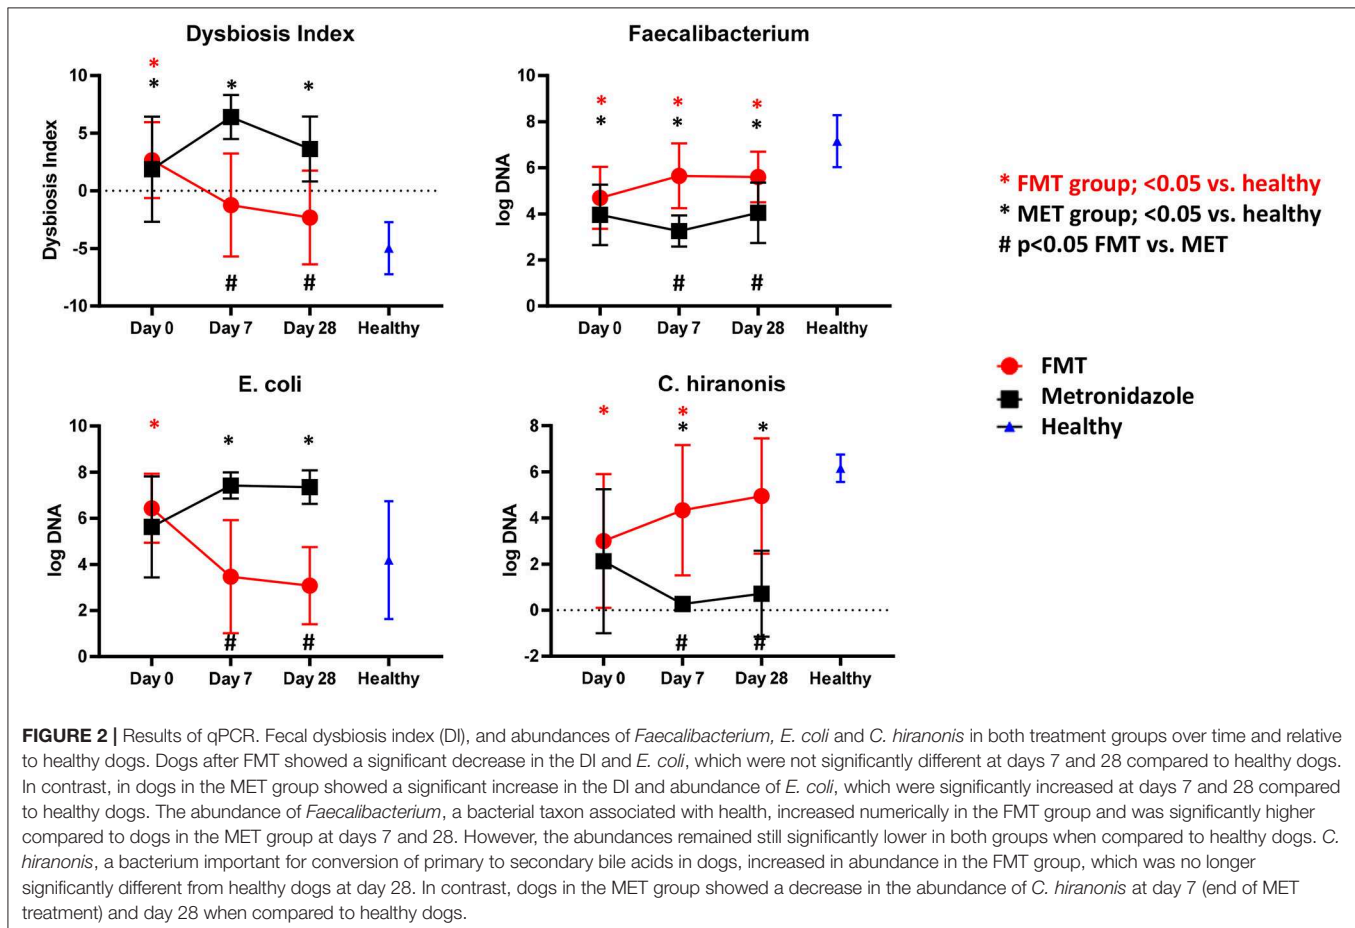 Dysbiosis Index
Dysbiosis Index
10
5
0
-5
-10
*
*
*
*
#
#
Day 0
Day 7
Day 28
Healthy
Faecalibacterium
log DNA
10
8
6
4
2
0
*
*
*
*
*
*
#
#
Day 0
Day 7
Day 28
Healthy
* FMT group; <0.05 vs. healthy
* MET group; <0.05 vs. healthy
# p<0.05 FMT vs. MET
FMT
Metronidazole
Healthy
E. coli
log DNA
10
8
6
4
2
0
*
*
*
#
#
Day 0
Day 7
Day 28
Healthy
C. hiranonis
log DNA
8
6
4
2
0
-2
*
*
*
*
#
#
Day 0
Day 7
Day 28
Healthy
FIGURE 2 | Results of qPCR. Fecal dysbiosis index (DI), and abundances of Faecalibacterium, E. coli and C. hiranonis in both treatment groups over time and relative
to healthy dogs. Dogs after FMT showed a significant decrease in the DI and E. coli, which were not significantly different at days 7 and 28 compared to healthy dogs.
In contrast, in dogs in the MET group showed a significant increase in the DI and abundance of E. coli, which were significantly increased at days 7 and 28 compared
to healthy dogs. The abundance of Faecalibacterium, a bacterial taxon associated with health, increased numerically in the FMT group and was significantly higher
compared to dogs in the MET group at days 7 and 28. However, the abundances remained still significantly lower in both groups when compared to healthy dogs. C.
hiranonis, a bacterium important for conversion of primary to secondary bile acids in dogs, increased in abundance in the FMT group, which was no longer
significantly different from healthy dogs at day 28. In contrast, dogs in the MET group showed a decrease in the abundance of C. hiranonis at day 7 (end of MET
treatment) and day 28 when compared to healthy dogs.